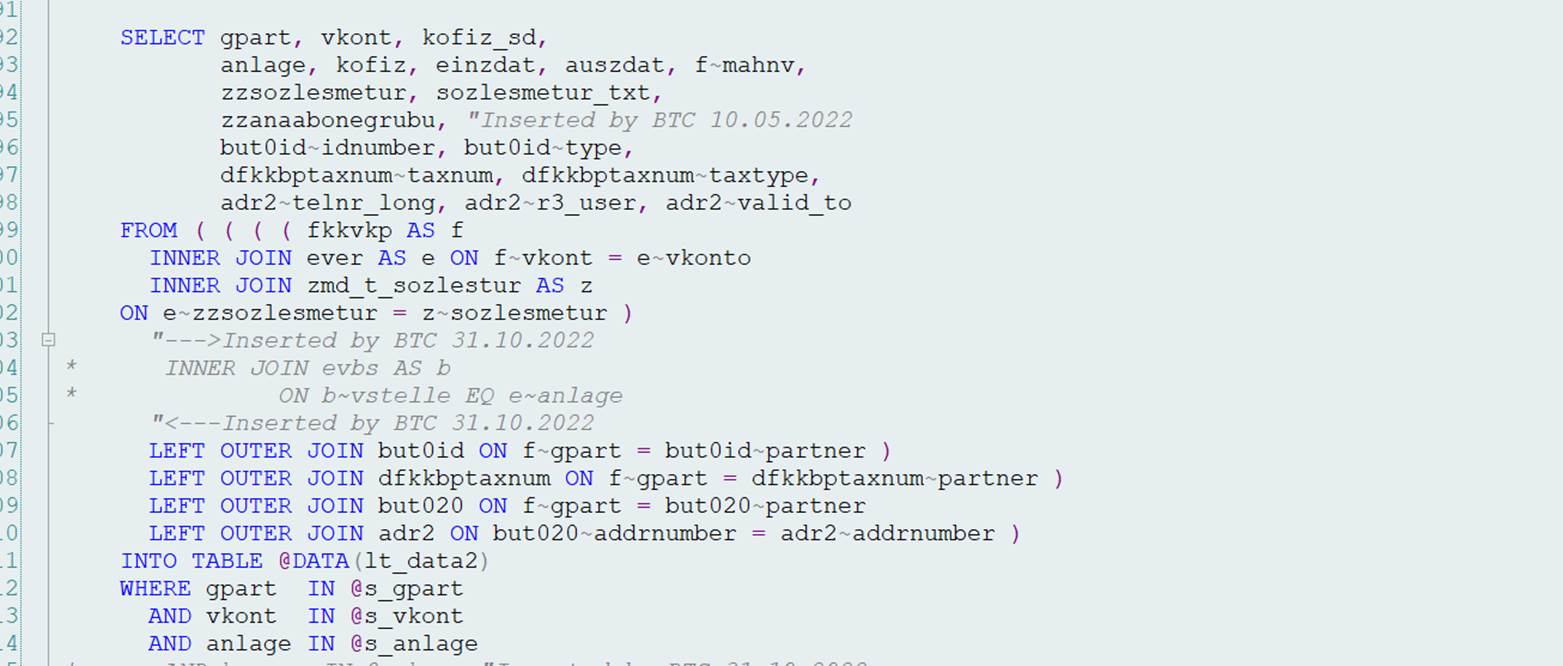 91
92 SELECT gpart, vkont, kofiz_sd,
93 anlage, kofiz, einzdat, auszdat, f~mahnv,
94 zzsozlesmetur, sozlesmetur_txt,
95 zzanaabonegrubu, "Inserted by BTC 10.05.2022
96 but0id~idnumber, but0id~type,
97 dfkkbptaxnum~taxnum, dfkkbptaxnum~taxtype,
98 adr2~telnr_long, adr2~r3_user, adr2~valid_to
99 FROM ( ( ( ( fkkvkp AS f
00 INNER JOIN ever AS e ON f~vkont = e~vkonto
01 INNER JOIN zmd_t_sozlestur AS z
02 ON e~zzsozlesmetur = z~sozlesmetur )
03 "--->Inserted by BTC 31.10.2022
04 * INNER JOIN evbs AS b
05 * ON b~vstelle EQ e~anlage
06 "<---Inserted by BTC 31.10.2022
07 LEFT OUTER JOIN but0id ON f~gpart = but0id~partner )
08 LEFT OUTER JOIN dfkkbptaxnum ON f~gpart = dfkkbptaxnum~partner )
09 LEFT OUTER JOIN but020 ON f~gpart = but020~partner
10 LEFT OUTER JOIN adr2 ON but020~addrnumber = adr2~addrnumber )
11 INTO TABLE @DATA(lt_data2)
12 WHERE gpart IN @s_gpart
13 AND vkont IN @s_vkont
14 AND anlage IN @s_anlage